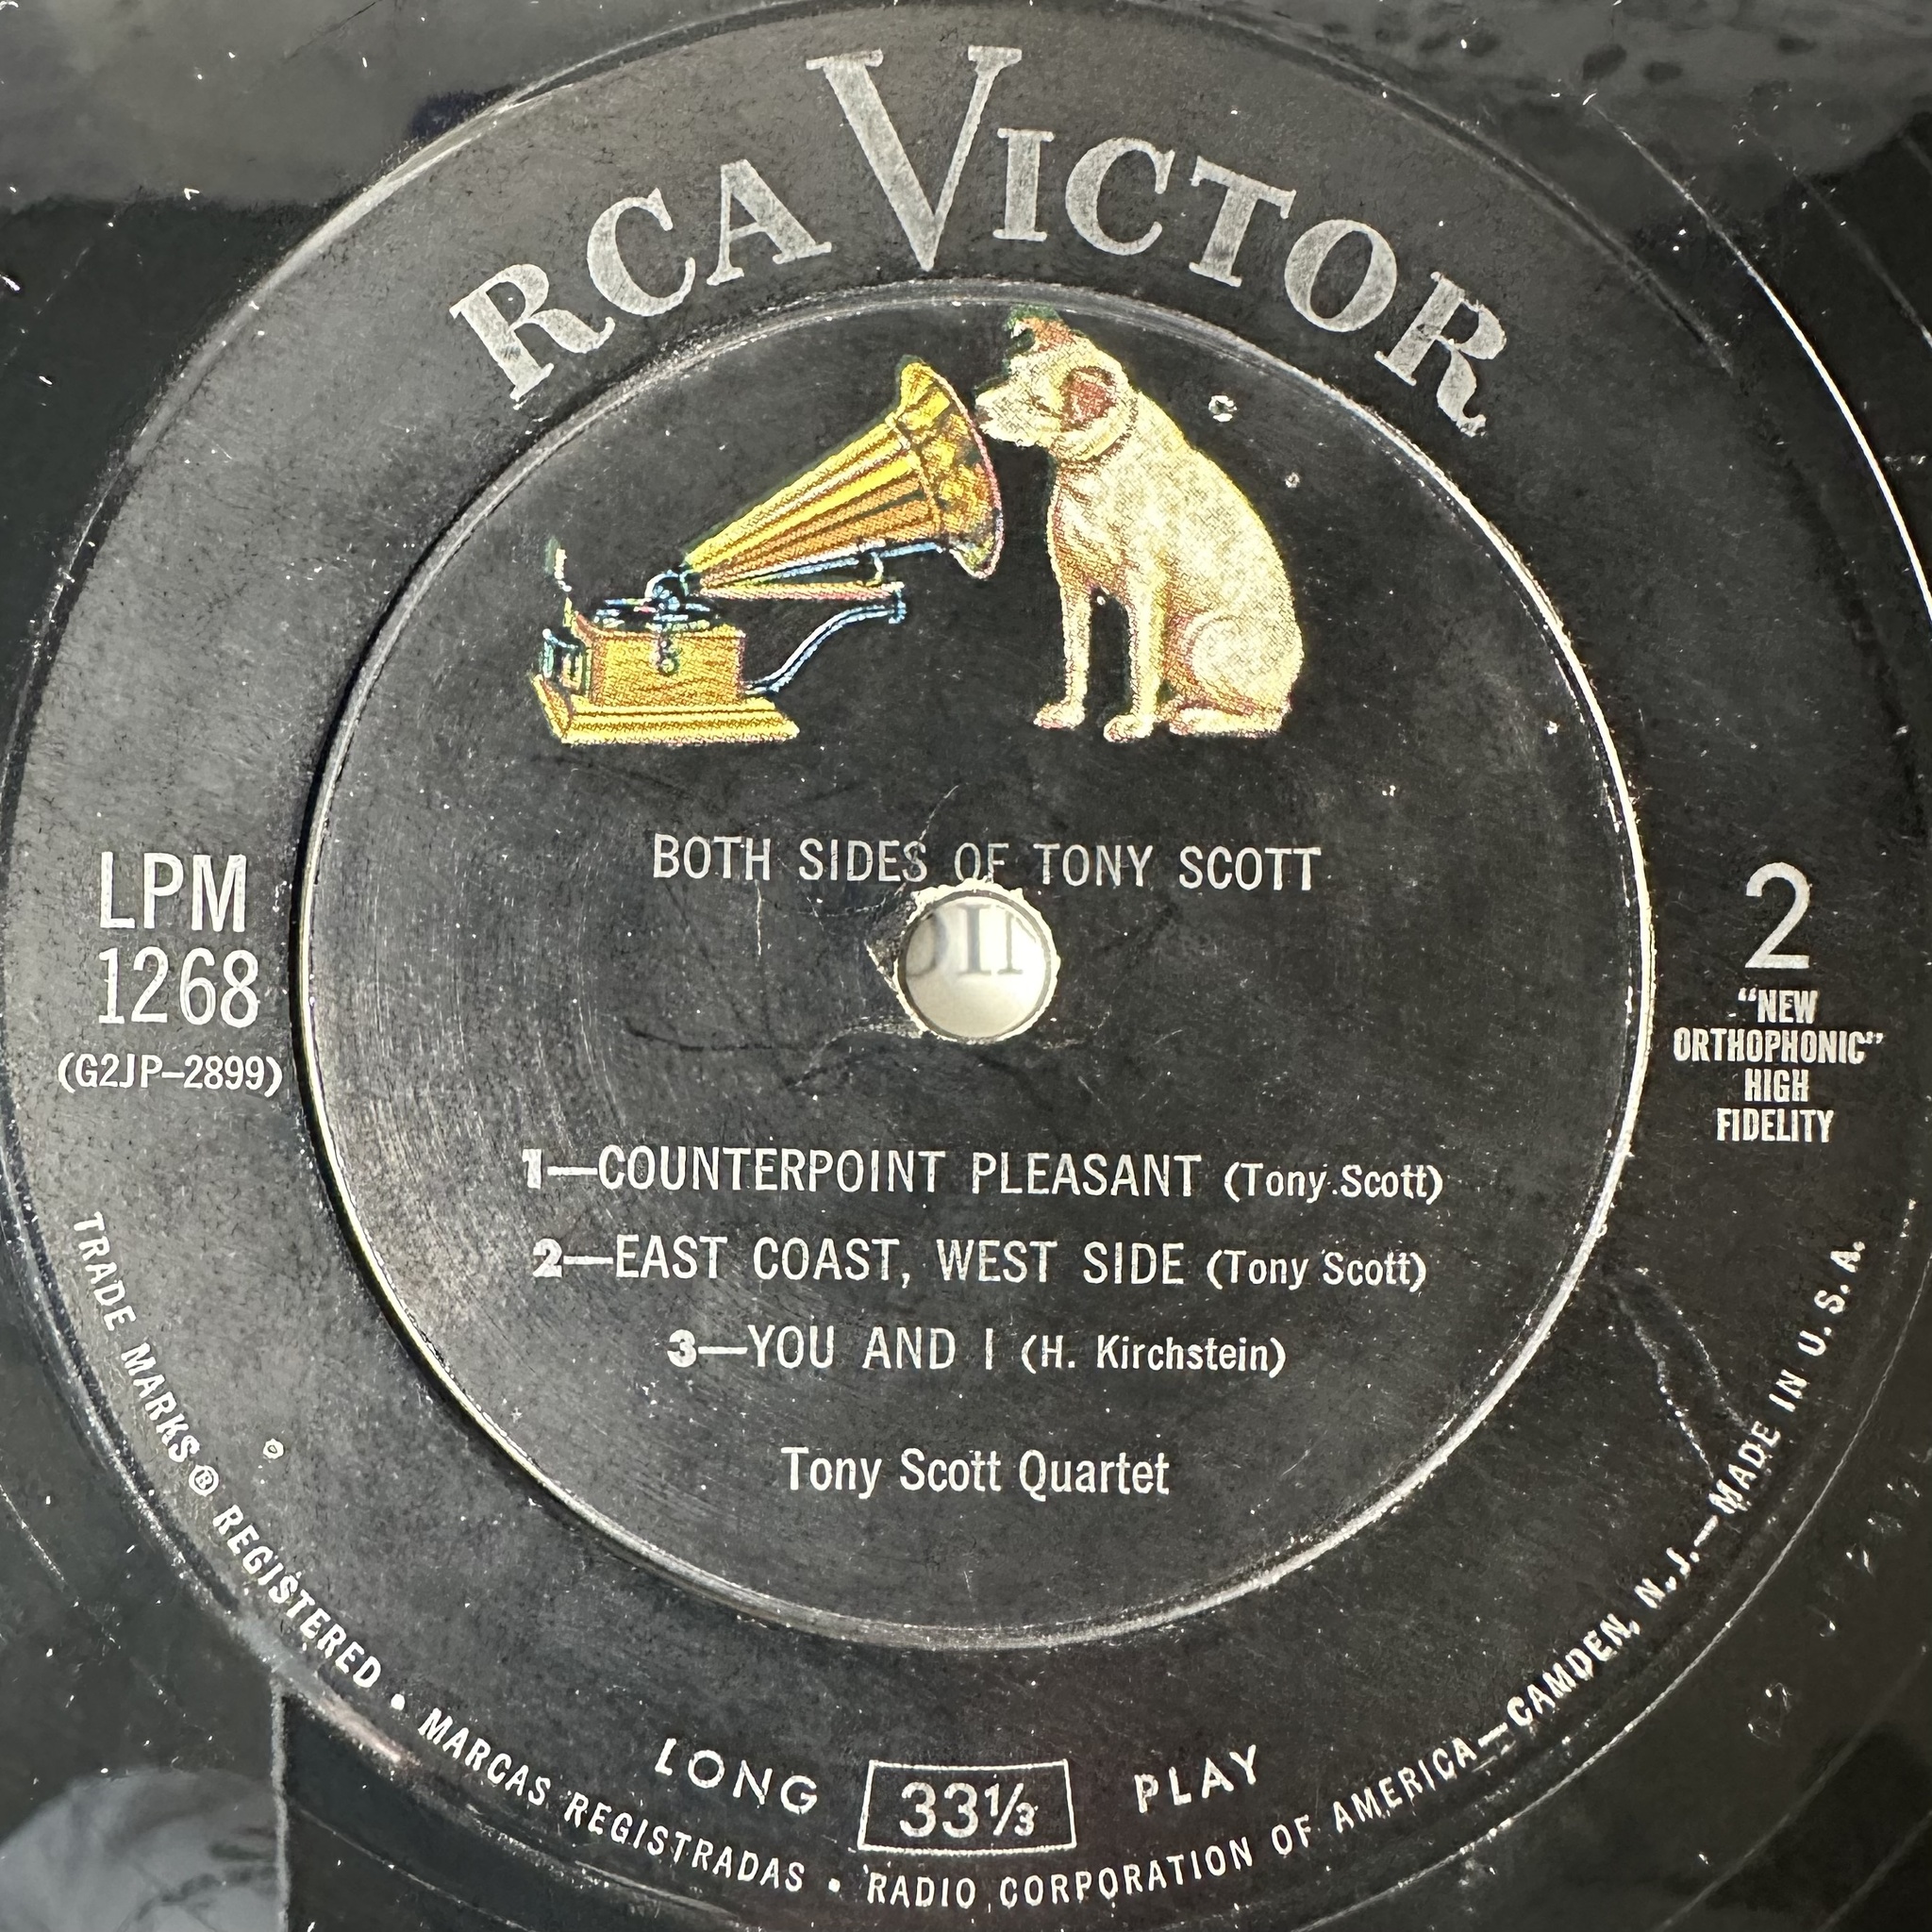 RCA VICTOR
BOTH SIDES OF TONY SCOTT
LPM
1268
(G2JP–2899)
2
“NEW
ORTHOPHONIC”
HIGH
FIDELITY
1—COUNTERPOINT PLEASANT (Tony Scott)
2—EAST COAST, WEST SIDE (Tony Scott)
3—YOU AND I (H. Kirchstein)
Tony Scott Quartet
LONG 33⅓ PLAY
TRADE MARKS ® REGISTERED • MARCAS REGISTRADAS • RADIO CORPORATION OF AMERICA—CAMDEN, N.J.—MADE IN U.S.A.